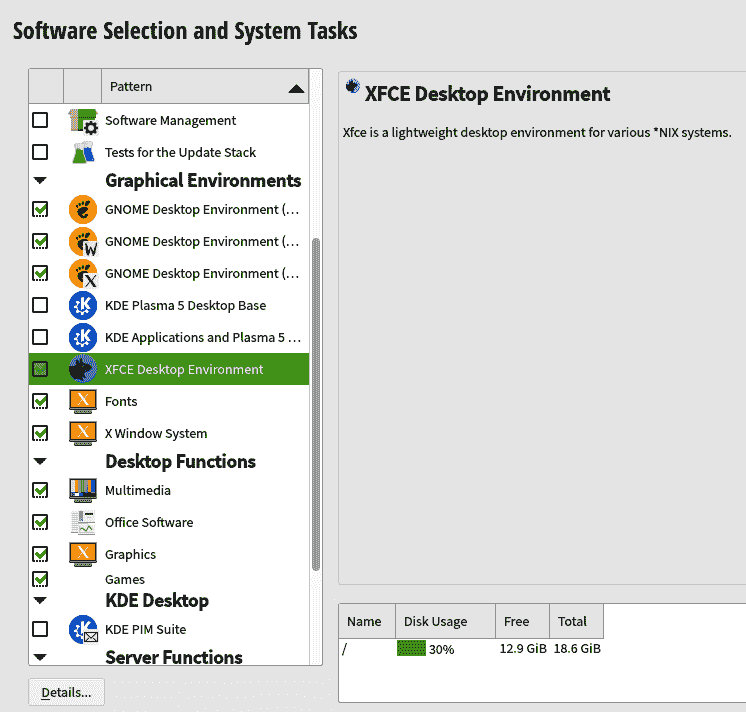 Software Selection and System Tasks
Pattern
Software Management
Tests for the Update Stack
Graphical Environments
GNOME Desktop Environment (...
GNOME Desktop Environment (...
GNOME Desktop Environment (...
KDE Plasma 5 Desktop Base
KDE Applications and Plasma 5 ...
XFCE Desktop Environment
Fonts
X Window System
Desktop Functions
Multimedia
Office Software
Graphics
Games
KDE Desktop
KDE PIM Suite
Server Functions
Details...
XFCE Desktop Environment
Xfce is a lightweight desktop environment for various *NIX systems.
Name Disk Usage Free Total
/ 30% 12.9 GiB 18.6 GiB